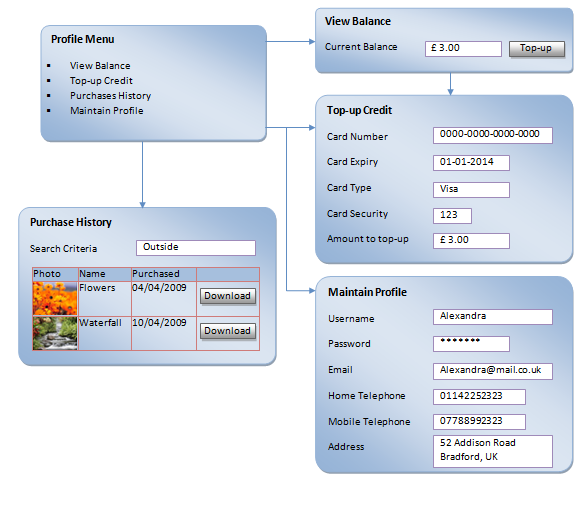 Profile Menu
View Balance
Top-up Credit
Purchases History
Maintain Profile
View Balance
Current Balance £ 3.00 Top-up
Top-up Credit
Card Number 0000-0000-0000-0000
Card Expiry 01-01-2014
Card Type Visa
Card Security 123
Amount to top-up £ 3.00
Purchase History
Search Criteria Outside
Photo Name Purchased
Flowers 04/04/2009 Download
Waterfall 10/04/2009 Download
Maintain Profile
Username Alexandra
Password *******
Email Alexandra@mail.co.uk
Home Telephone 01142252323
Mobile Telephone 07788992323
Address 52 Addison Road
Bradford, UK